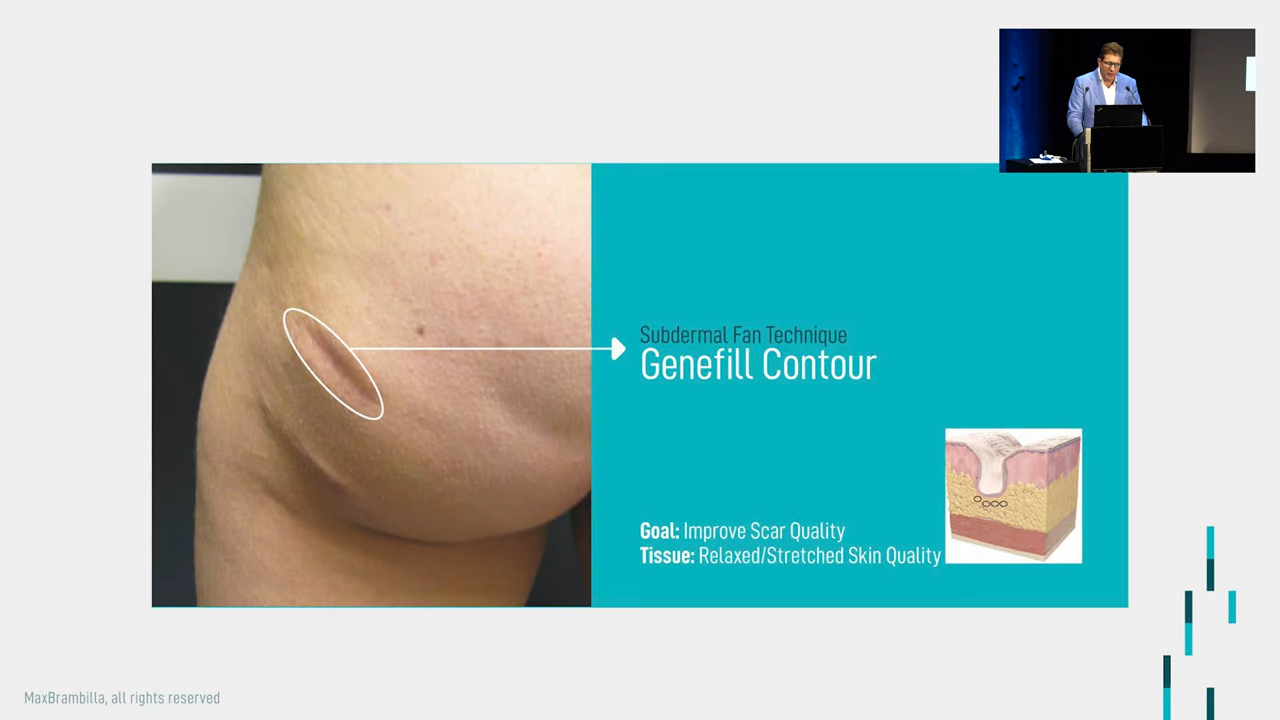 Subdermal Fan Technique
Genefill Contour
Goal: Improve Scar Quality
Tissue: Relaxed/Stretched Skin Quality
MaxBrambilla, all rights reserved